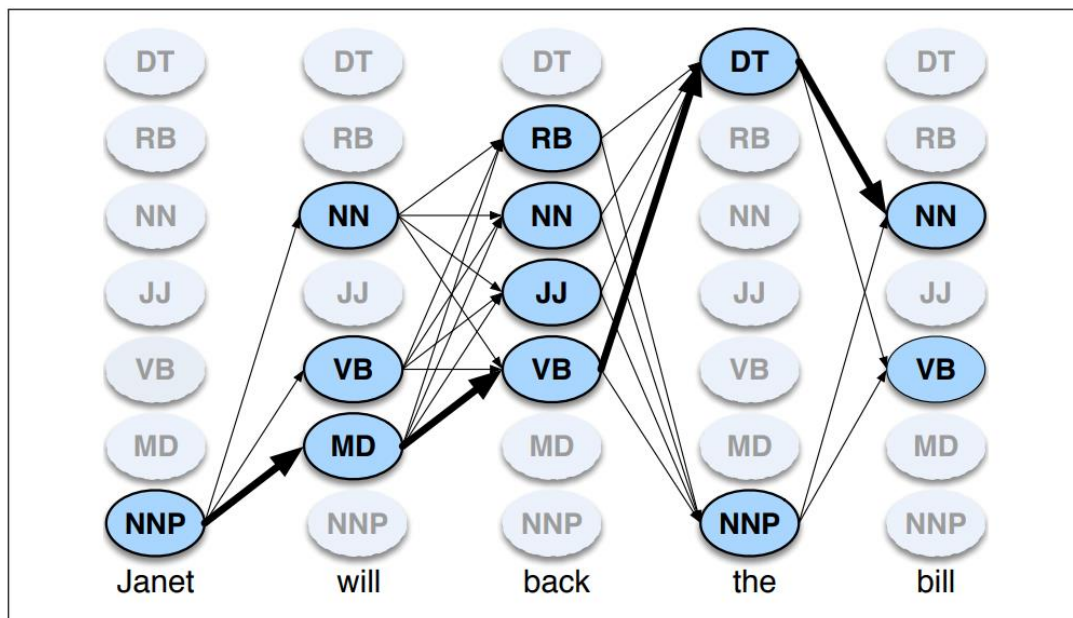 DT DT DT DT DT
RB RB RB RB RB
NN NN NN NN NN
JJ JJ JJ JJ JJ
VB VB VB VB VB
MD MD MD MD MD
NNP NNP NNP NNP NNP
Janet will back the bill